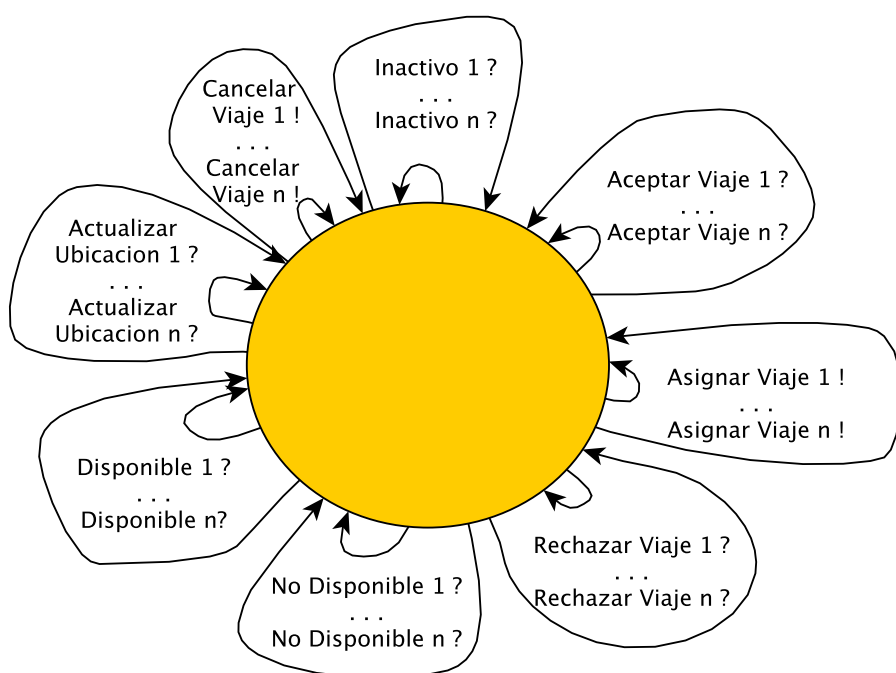 Inactivo 1 ?
. . .
Inactivo n ?
Cancelar
Viaje 1 !
. . .
Cancelar
Viaje n !
Aceptar Viaje 1 ?
. . .
Aceptar Viaje n ?
Actualizar
Ubicacion 1 ?
. . .
Actualizar
Ubicacion n ?
Asignar Viaje 1 !
. . .
Asignar Viaje n !
Disponible 1 ?
. . .
Disponible n?
Rechazar Viaje 1 ?
. . .
Rechazar Viaje n ?
No Disponible 1 ?
. . .
No Disponible n ?